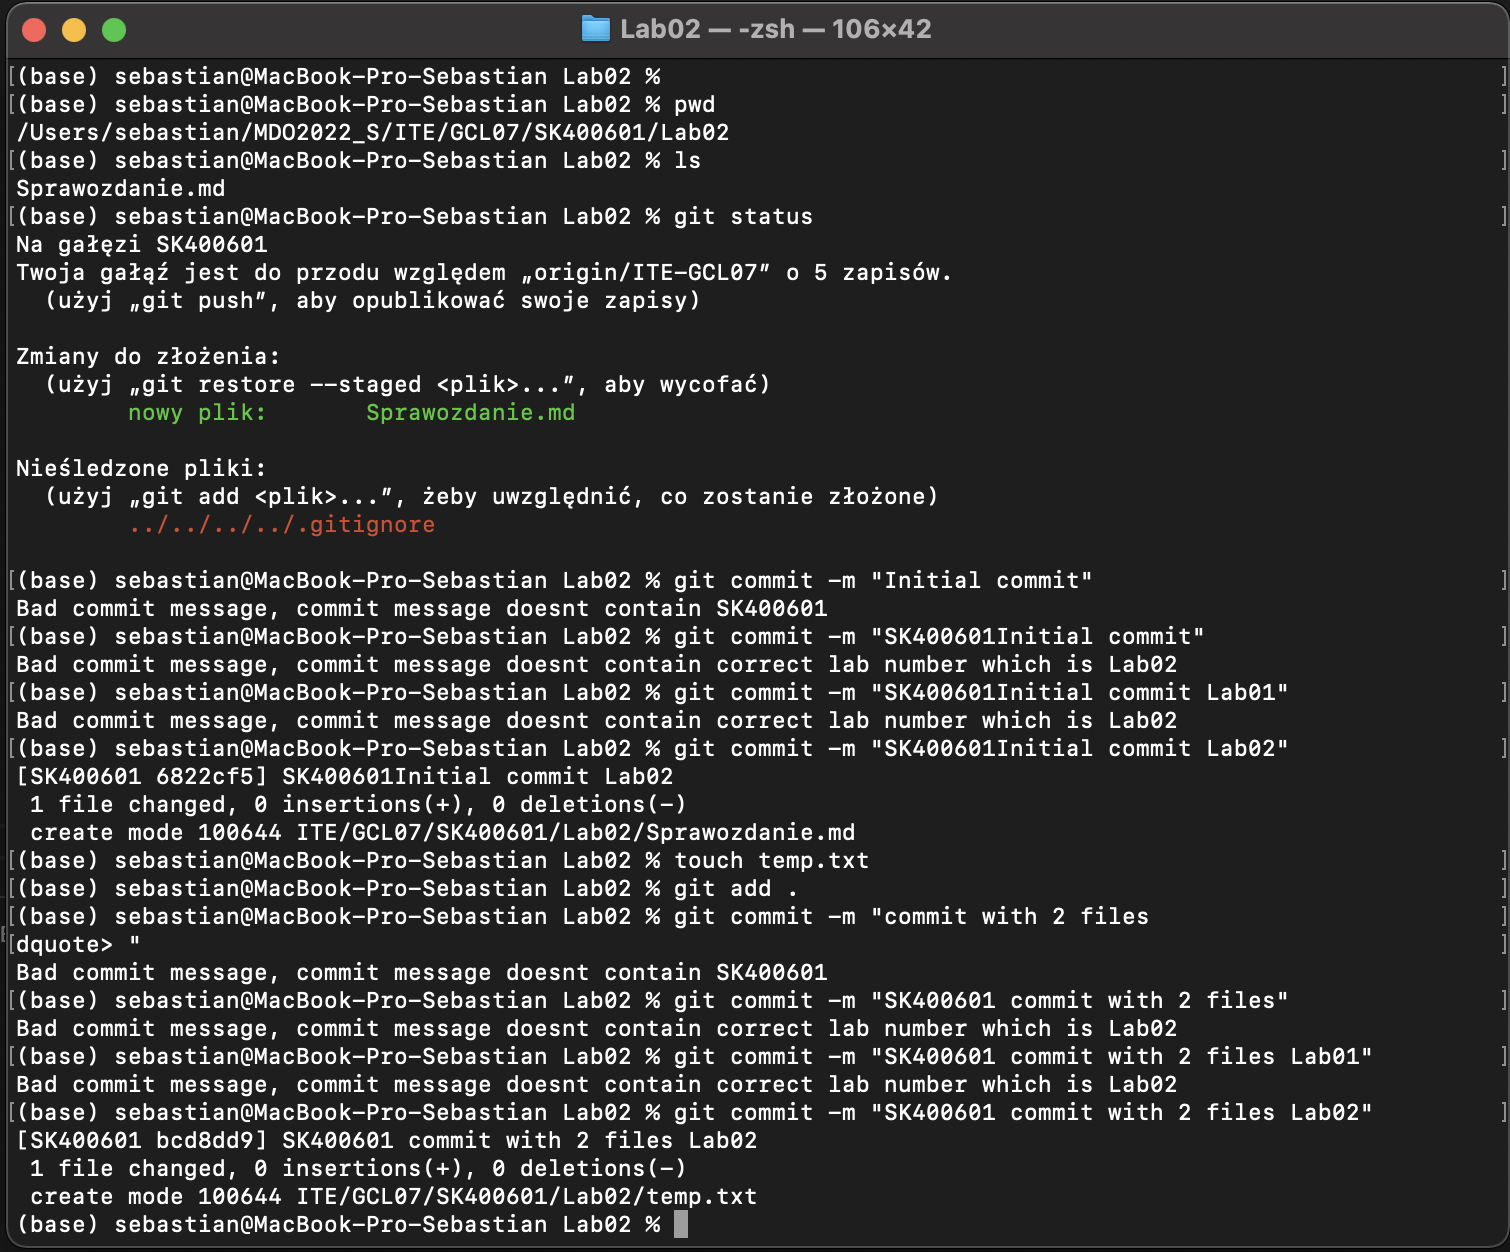 Lab02 — -zsh — 106×42
(base) sebastian@MacBook-Pro-Sebastian Lab02 %
(base) sebastian@MacBook-Pro-Sebastian Lab02 % pwd
/Users/sebastian/MDO2022_S/ITE/GCL07/SK400601/Lab02
(base) sebastian@MacBook-Pro-Sebastian Lab02 % ls
Sprawozdanie.md
(base) sebastian@MacBook-Pro-Sebastian Lab02 % git status
Na gałęzi SK400601
Twoja gałąź jest do przodu względem „origin/ITE-GCL07” o 5 zapisów.
  (użyj „git push”, aby opublikować swoje zapisy)

Zmiany do złożenia:
  (użyj „git restore --staged <plik>...”, aby wycofać)
        nowy plik:       Sprawozdanie.md

Nieśledzone pliki:
  (użyj „git add <plik>...”, żeby uwzględnić, co zostanie złożone)
        ../../../../.gitignore

(base) sebastian@MacBook-Pro-Sebastian Lab02 % git commit -m "Initial commit"
Bad commit message, commit message doesnt contain SK400601
(base) sebastian@MacBook-Pro-Sebastian Lab02 % git commit -m "SK400601Initial commit"
Bad commit message, commit message doesnt contain correct lab number which is Lab02
(base) sebastian@MacBook-Pro-Sebastian Lab02 % git commit -m "SK400601Initial commit Lab01"
Bad commit message, commit message doesnt contain correct lab number which is Lab02
(base) sebastian@MacBook-Pro-Sebastian Lab02 % git commit -m "SK400601Initial commit Lab02"
[SK400601 6822cf5] SK400601Initial commit Lab02
 1 file changed, 0 insertions(+), 0 deletions(-)
 create mode 100644 ITE/GCL07/SK400601/Lab02/Sprawozdanie.md
(base) sebastian@MacBook-Pro-Sebastian Lab02 % touch temp.txt
(base) sebastian@MacBook-Pro-Sebastian Lab02 % git add .
(base) sebastian@MacBook-Pro-Sebastian Lab02 % git commit -m "commit with 2 files
dquote> "
Bad commit message, commit message doesnt contain SK400601
(base) sebastian@MacBook-Pro-Sebastian Lab02 % git commit -m "SK400601 commit with 2 files"
Bad commit message, commit message doesnt contain correct lab number which is Lab02
(base) sebastian@MacBook-Pro-Sebastian Lab02 % git commit -m "SK400601 commit with 2 files Lab01"
Bad commit message, commit message doesnt contain correct lab number which is Lab02
(base) sebastian@MacBook-Pro-Sebastian Lab02 % git commit -m "SK400601 commit with 2 files Lab02"
[SK400601 bcd8dd9] SK400601 commit with 2 files Lab02
 1 file changed, 0 insertions(+), 0 deletions(-)
 create mode 100644 ITE/GCL07/SK400601/Lab02/temp.txt
(base) sebastian@MacBook-Pro-Sebastian Lab02 %